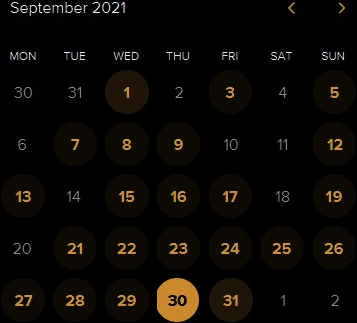 September 2021
MON TUE WED THU FRI SAT SUN
30 31 1 2 3 4 5
6 7 8 9 10 11 12
13 14 15 16 17 18 19
20 21 22 23 24 25 26
27 28 29 30 31 1 2